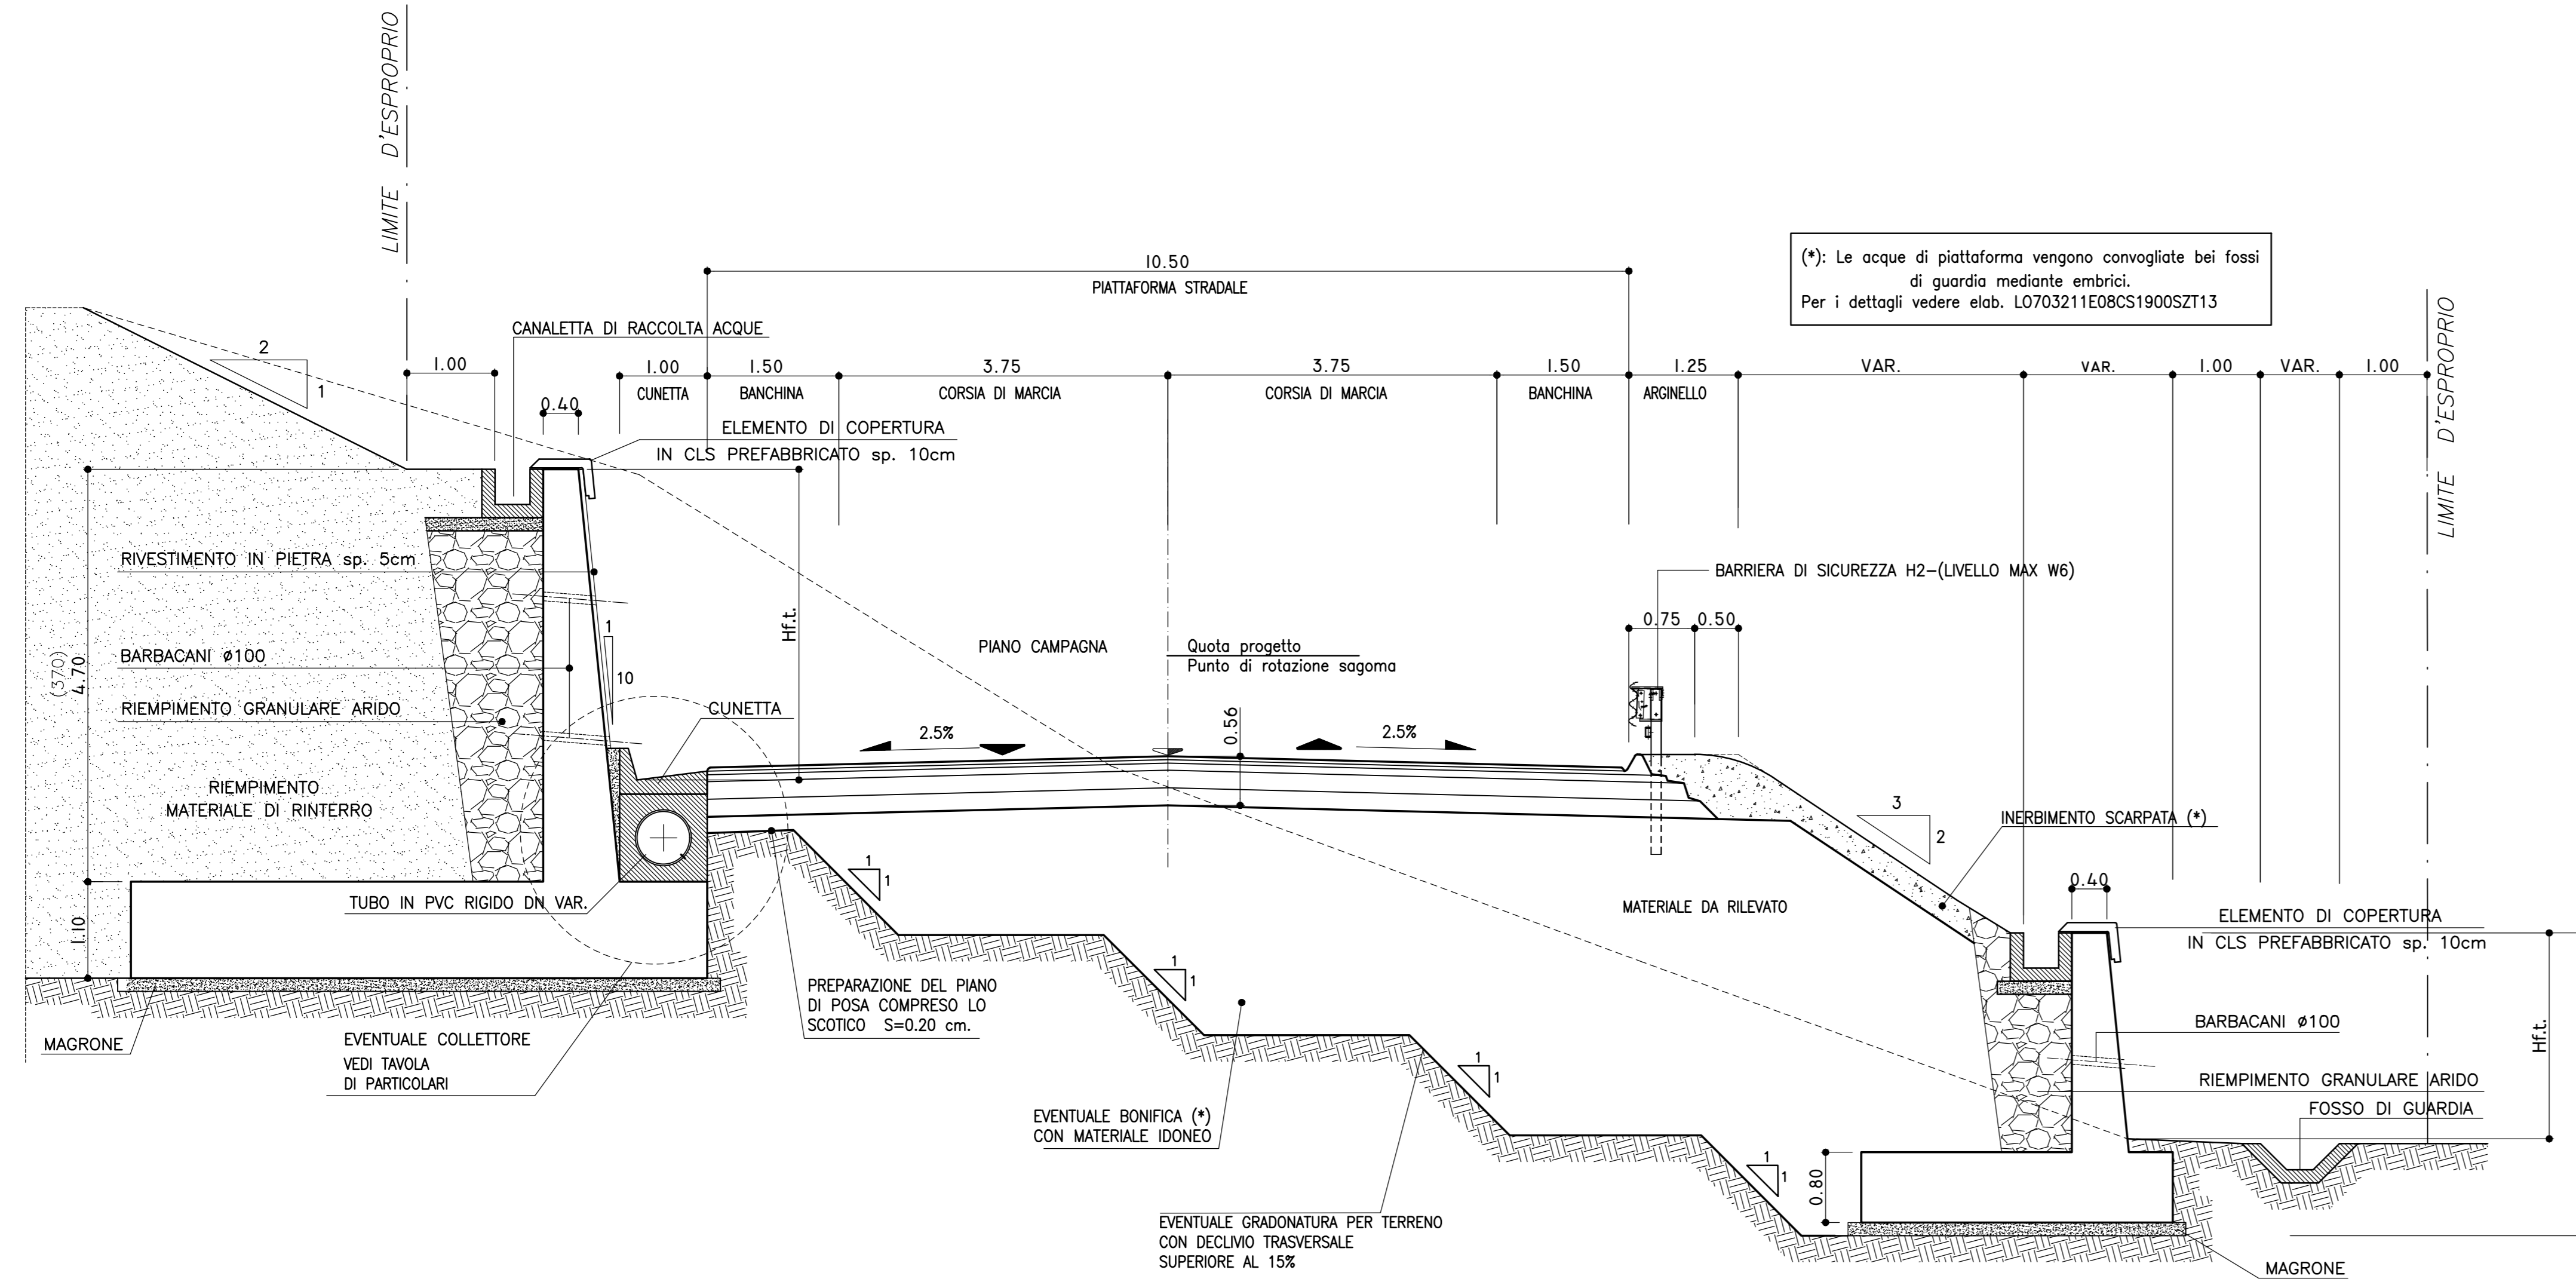 LIMITE D'ESPROPRIO
(*): Le acque di piattaforma vengono convogliate bei fossi
di guardia mediante embrici.
Per i dettagli vedere elab. L0703211E08CS1900SZT13
LIMITE D'ESPROPRIO
10.50
PIATTAFORMA STRADALE
CANALETTA DI RACCOLTA ACQUE
2
1
1.00
1.00
1.50
3.75
3.75
1.50
1.25
VAR.
VAR.
1.00
VAR.
1.00
CUNETTA
BANCHINA
CORSIA DI MARCIA
CORSIA DI MARCIA
BANCHINA
ARGINELLO
0.40
ELEMENTO DI COPERTURA
IN CLS PREFABBRICATO sp. 10cm
RIVESTIMENTO IN PIETRA sp. 5cm
BARRIERA DI SICUREZZA H2-(LIVELLO MAX W6)
Hf.t.
0.75
0.50
1
10
PIANO CAMPAGNA
Quota progetto
Punto di rotazione sagoma
BARBACANI ø100
(370)
4.70
RIEMPIMENTO GRANULARE ARIDO
CUNETTA
2.5%
0.56
2.5%
RIEMPIMENTO
MATERIALE DI RINTERRO
3
2
INERBIMENTO SCARPATA (*)
1
1
TUBO IN PVC RIGIDO DN VAR.
MATERIALE DA RILEVATO
0.40
ELEMENTO DI COPERTURA
IN CLS PREFABBRICATO sp. 10cm
1.10
1
1
PREPARAZIONE DEL PIANO
DI POSA COMPRESO LO
SCOTICO S=0.20 cm.
MAGRONE
EVENTUALE COLLETTORE
VEDI TAVOLA
DI PARTICOLARI
BARBACANI ø100
Hf.t.
1
1
RIEMPIMENTO GRANULARE ARIDO
FOSSO DI GUARDIA
EVENTUALE BONIFICA (*)
CON MATERIALE IDONEO
1
1
0.80
EVENTUALE GRADONATURA PER TERRENO
CON DECLIVIO TRASVERSALE
SUPERIORE AL 15%
MAGRONE